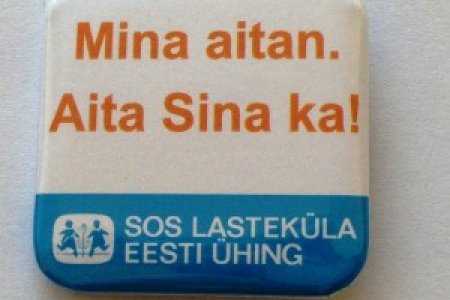 Mina aitan.
Aita Sina ka!
SOS LASTEKÜLA
EESTI ÜHING